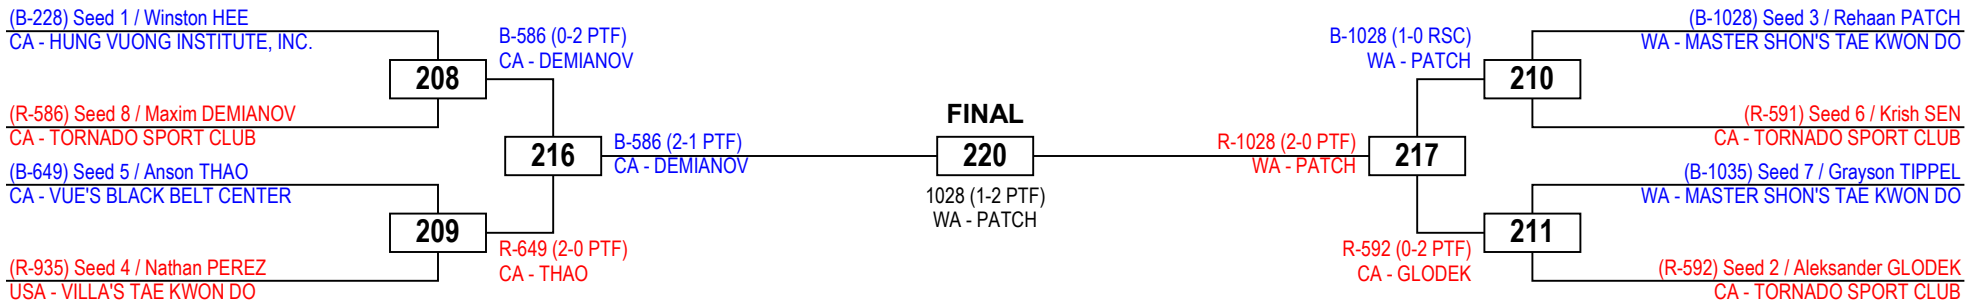 (B-228) Seed 1 / Winston HEE
CA - HUNG VUONG INSTITUTE, INC.
208
(R-586) Seed 8 / Maxim DEMIANOV
CA - TORNADO SPORT CLUB
(B-649) Seed 5 / Anson THAO
CA - VUE'S BLACK BELT CENTER
209
(R-935) Seed 4 / Nathan PEREZ
USA - VILLA'S TAE KWON DO
B-586 (0-2 PTF)
CA - DEMIANOV
216
R-649 (2-0 PTF)
CA - THAO
B-586 (2-1 PTF)
CA - DEMIANOV
FINAL
220
1028 (1-2 PTF)
WA - PATCH
R-1028 (2-0 PTF)
WA - PATCH
B-1028 (1-0 RSC)
WA - PATCH
217
R-592 (0-2 PTF)
CA - GLODEK
(B-1028) Seed 3 / Rehaan PATCH
WA - MASTER SHON'S TAE KWON DO
210
(R-591) Seed 6 / Krish SEN
CA - TORNADO SPORT CLUB
(B-1035) Seed 7 / Grayson TIPPEL
WA - MASTER SHON'S TAE KWON DO
211
(R-592) Seed 2 / Aleksander GLODEK
CA - TORNADO SPORT CLUB